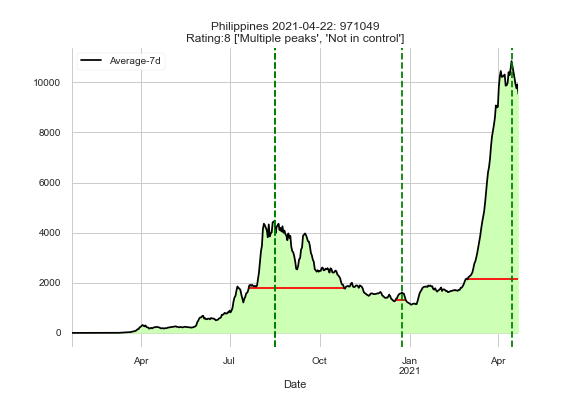 Philippines 2021-04-22: 971049
Rating:8 ['Multiple peaks', 'Not in control']
Average-7d
10000
8000
6000
4000
2000
0
Apr
Jul
Oct
Jan
2021
Apr
Date